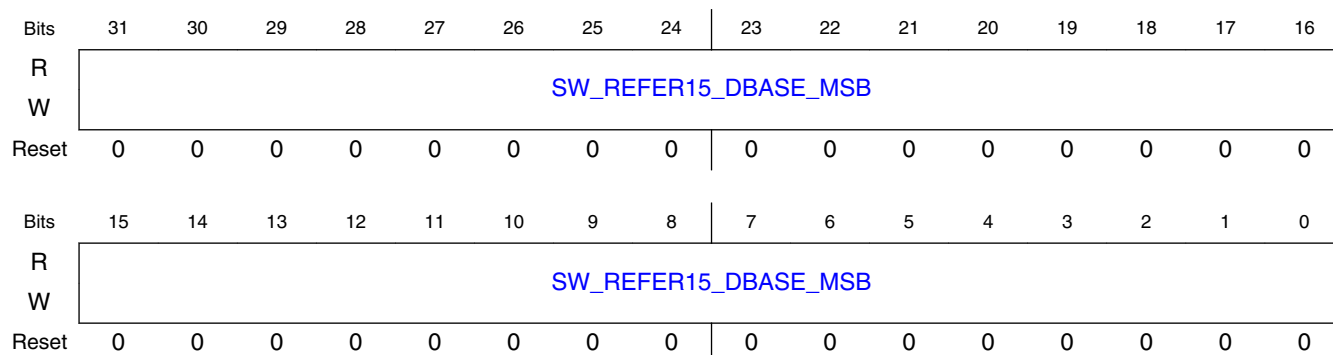 Bits 31 30 29 28 27 26 25 24 23 22 21 20 19 18 17 16
R
SW_REFER15_DBASE_MSB
W
Reset 0 0 0 0 0 0 0 0 0 0 0 0 0 0 0 0
Bits 15 14 13 12 11 10 9 8 7 6 5 4 3 2 1 0
R
SW_REFER15_DBASE_MSB
W
Reset 0 0 0 0 0 0 0 0 0 0 0 0 0 0 0 0